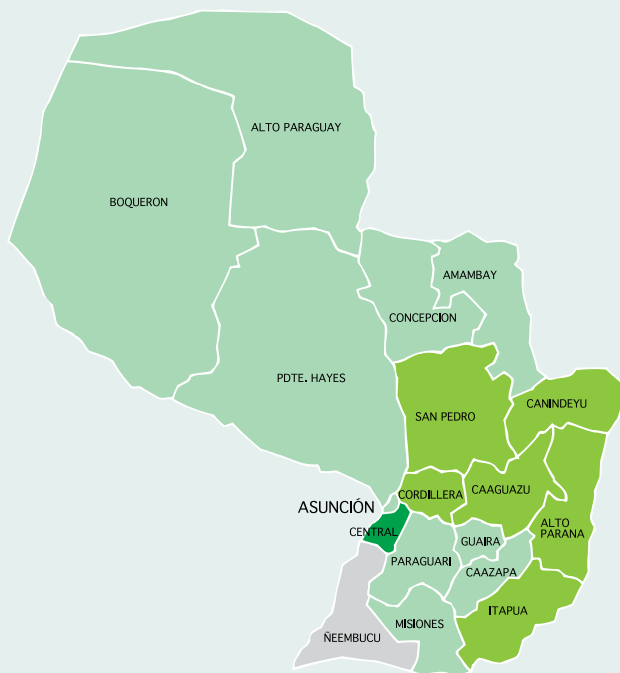 ALTO PARAGUAY
BOQUERON
AMAMBAY
CONCEPCION
PDTE. HAYES
CANINDEYU
SAN PEDRO
CORDILLERA
CAAGUAZU
ASUNCIÓN
ALTO
PARANA
CENTRAL
GUAIRA
PARAGUARI
CAAZAPA
ITAPUA
MISIONES
ÑEEMBUCU